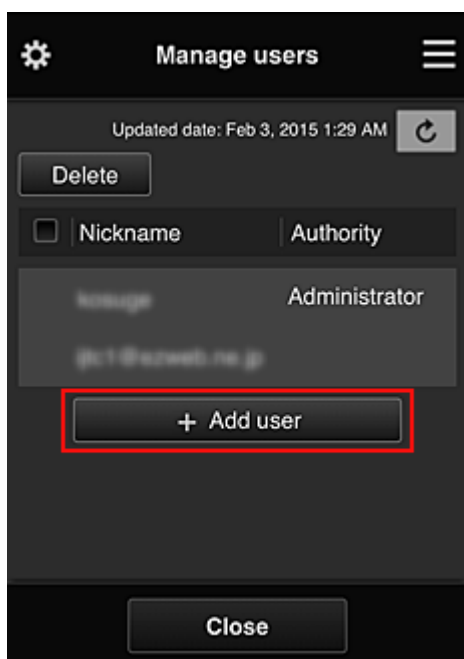 Manage users
Updated date: Feb 3, 2015 1:29 AM
Delete
Nickname Authority
Administrator
+ Add user
Close